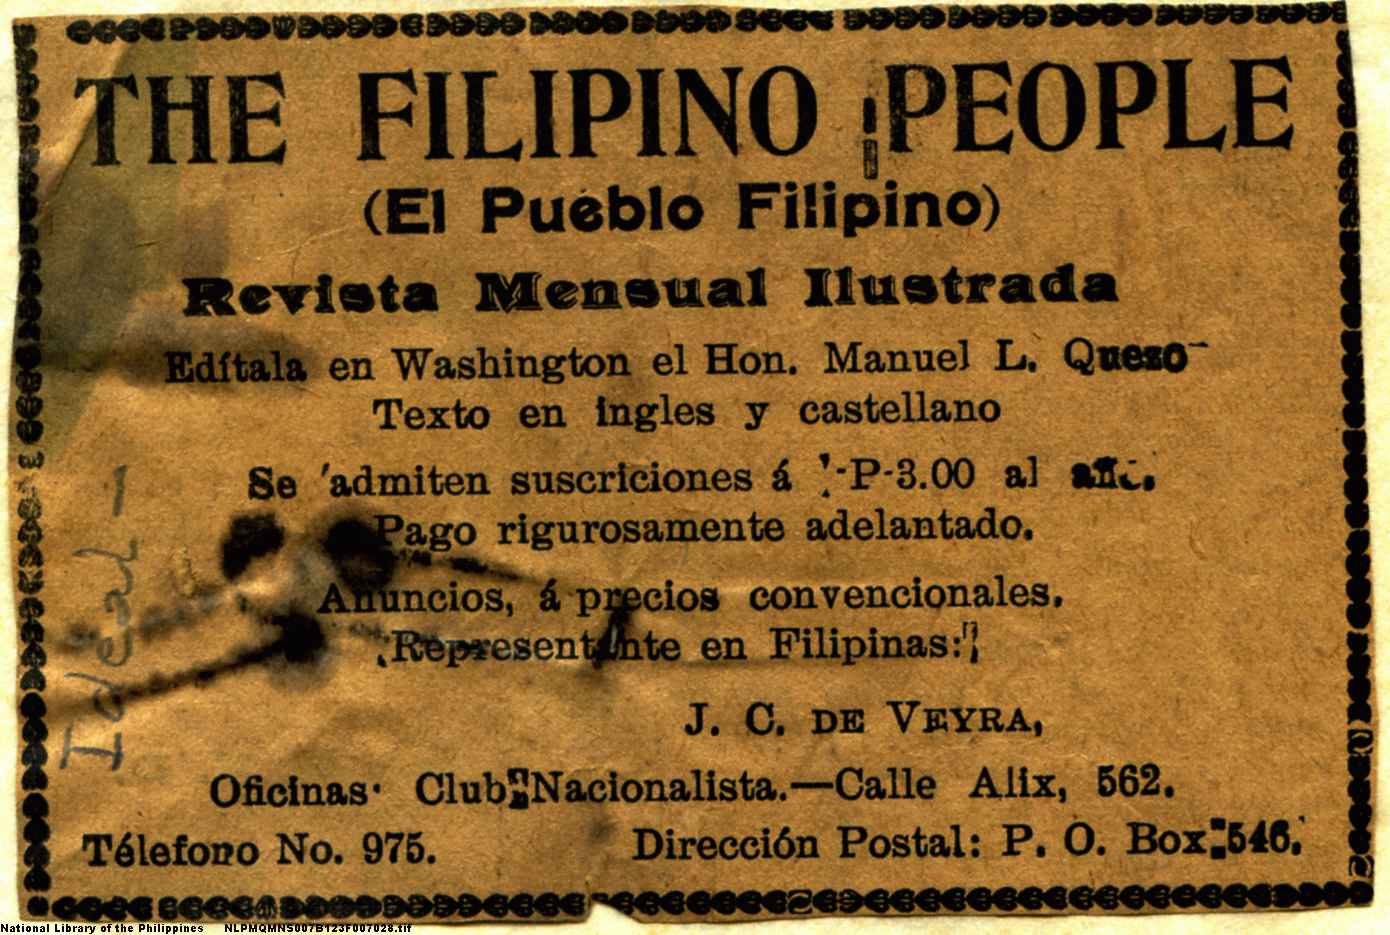 THE FILIPINO PEOPLE
(El Pueblo Filipino)
Revista Mensual Ilustrada
Edítala en Washington el Hon. Manuel L. Quezo
Texto en ingles y castellano
Se admiten suscriciones á P-3.00 al año.
Pago rigurosamente adelantado.
Anuncios, á precios convencionales.
Representante en Filipinas:
J. C. DE VEYRA,
Oficinas: Club Nacionalista.—Calle Alix, 562.
Télefono No. 975. Dirección Postal: P. O. Box 546.
Ideal -
National Library of the Philippines NLPMQMNS007B123F007028.tif